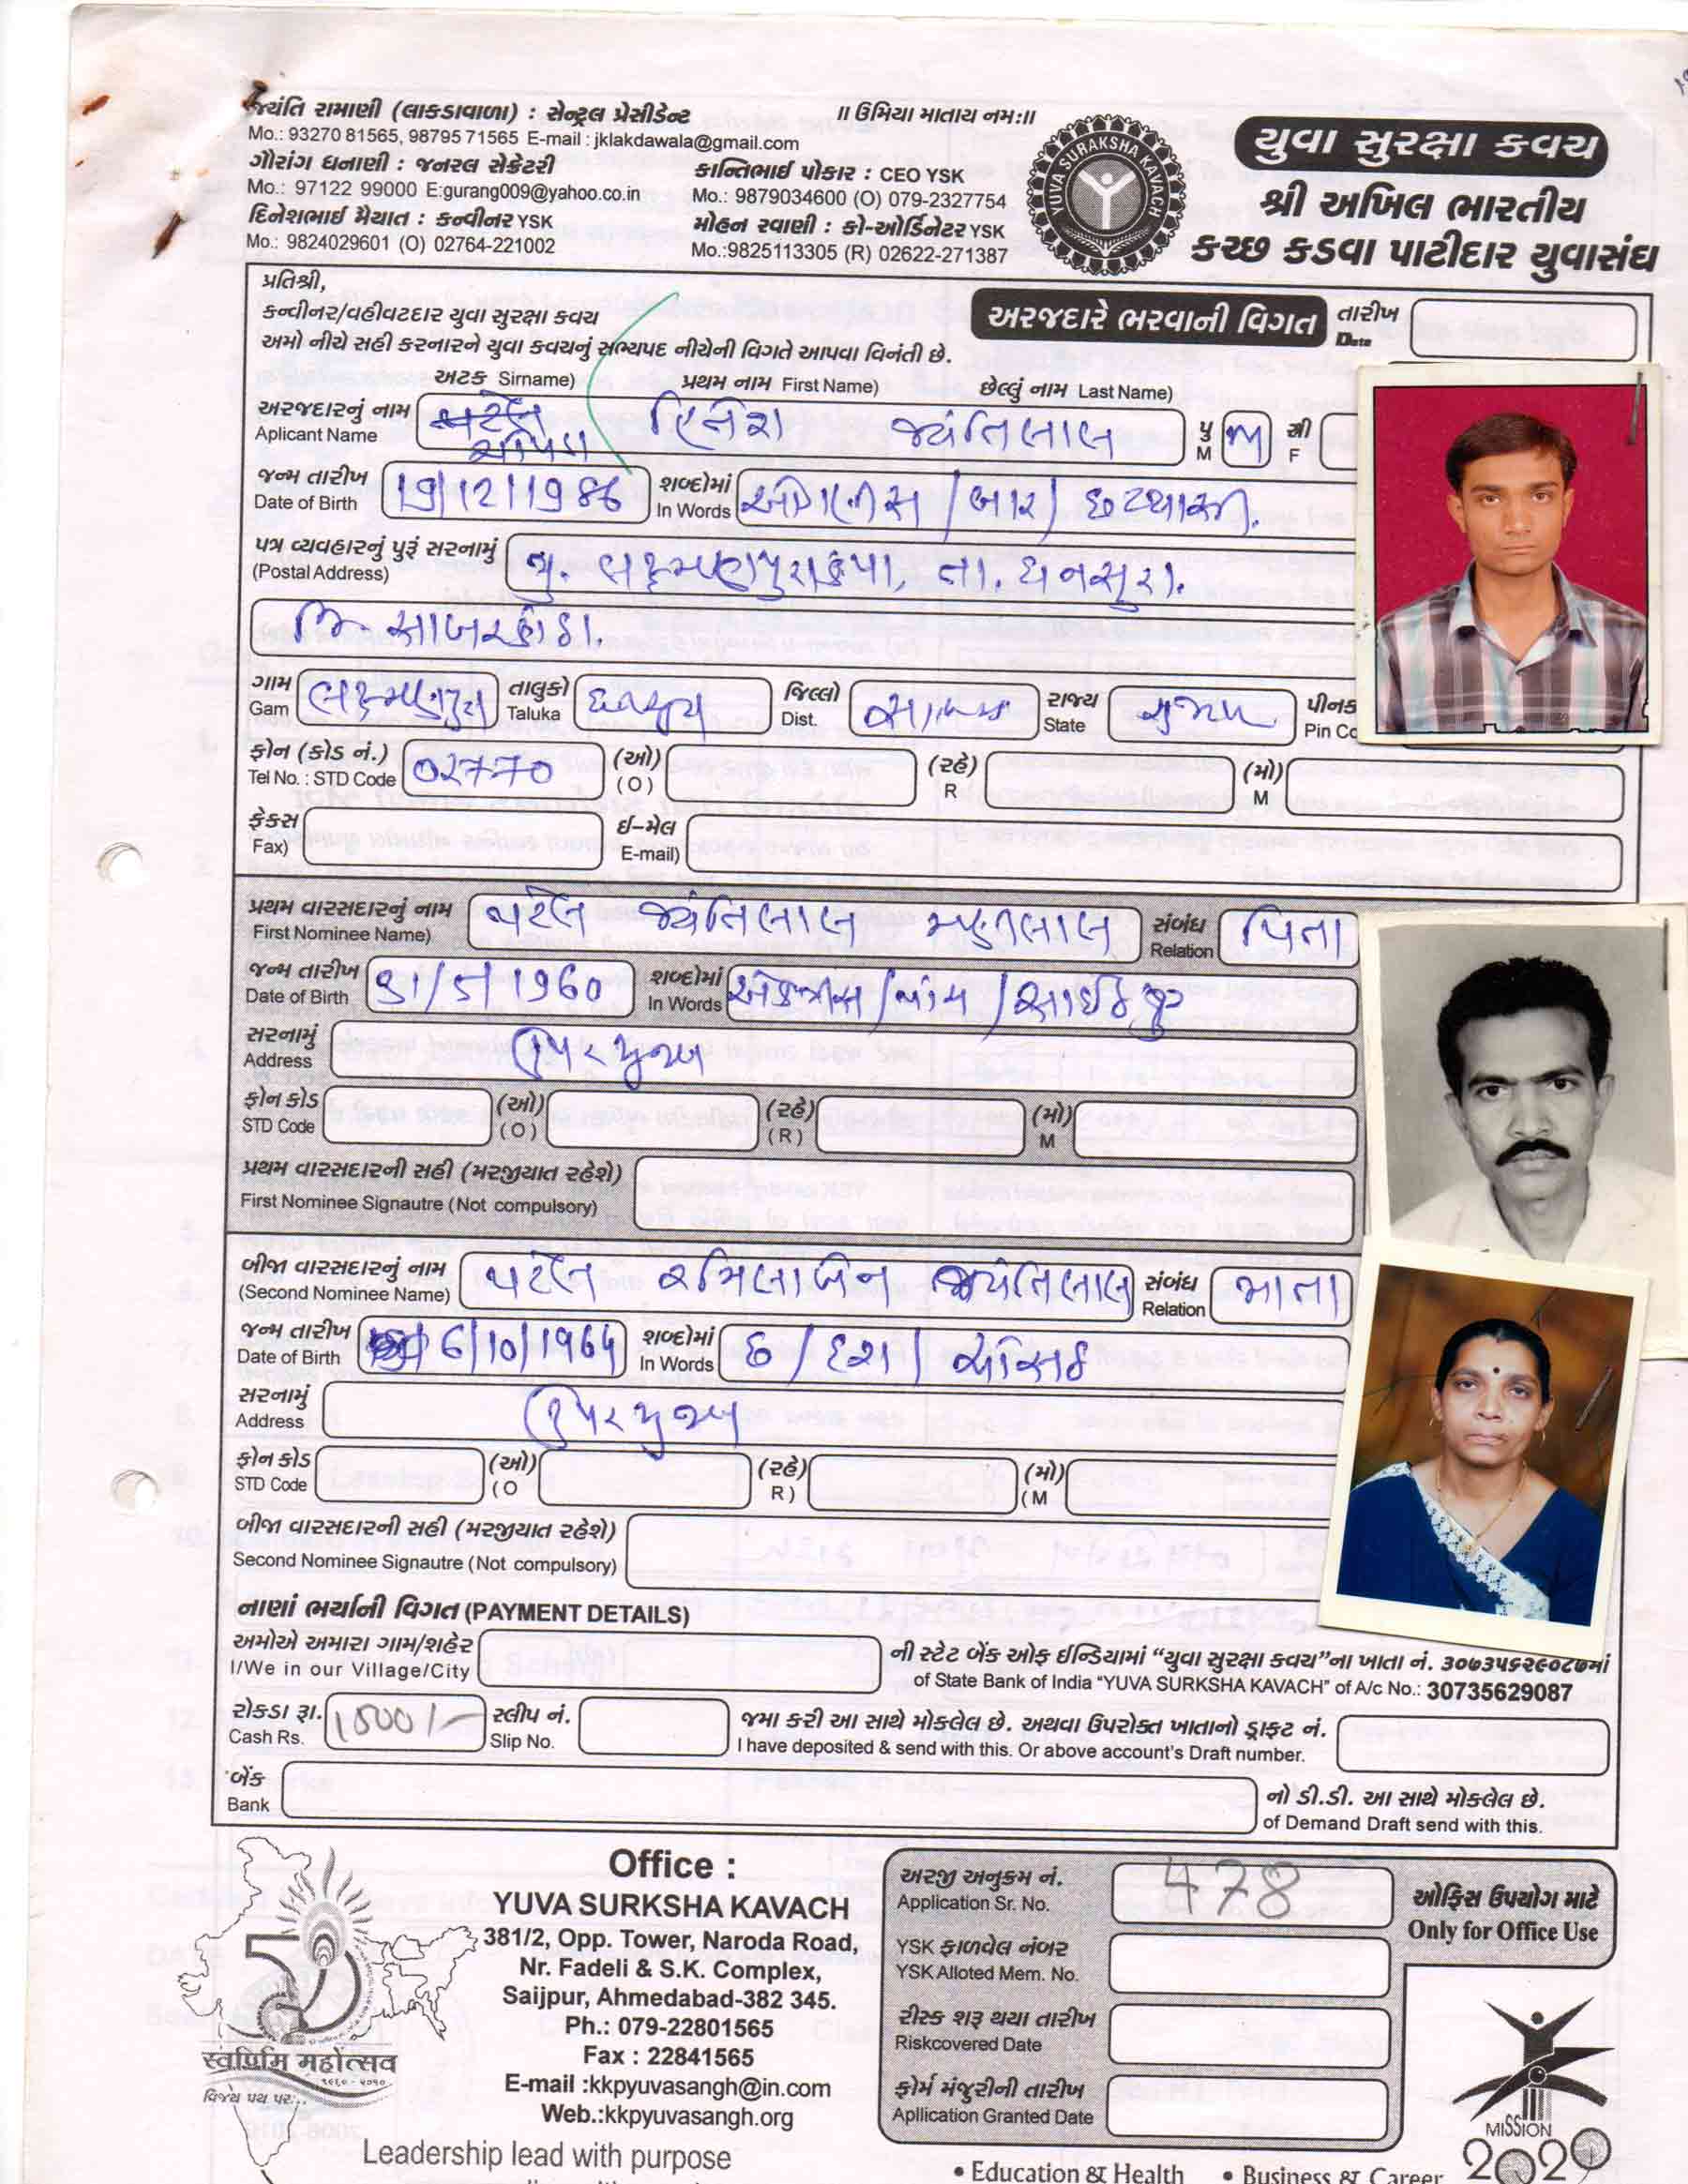 જયંતિ રામાણી (લાકડાવાળા) : સેન્ટ્રલ પ્રેસીડેન્ટ
॥ ઉમિયા માતાય નમ:॥
Mo.: 93270 81565, 98795 71565 E-mail : jklakdawala@gmail.com
ગૌરાંગ ધનાણી : જનરલ સેક્રેટરી
Mo.: 97122 99000 E:gurang009@yahoo.co.in
કાન્તિભાઈ પોકાર : CEO YSK
Mo.: 9879034600 (O) 079-2327754
દિનેશભાઈ મૈયાત : કન્વીનર YSK
Mo.: 9824029601 (O) 02764-221002
મોહન રવાણી : કો-ઓર્ડિનેટર YSK
Mo.:9825113305 (R) 02622-271387
YUVA SURAKSHA KAVACH
યુવા સુરક્ષા કવચ
શ્રી અખિલ ભારતીય
કચ્છ કડવા પાટીદાર યુવાસંઘ
પ્રતિશ્રી,
કન્વીનર/વહીવટદાર યુવા સુરક્ષા કવચ
અમો નીચે સહી કરનારને યુવા કવચનું સભ્યપદ નીચેની વિગતે આપવા વિનંતી છે.
અરજદારે ભરવાની વિગત
તારીખ
Date
અટક Sirname) પ્રથમ નામ First Name) છેલ્લું નામ Last Name)
અરજદારનું નામ પટેલ દિનેશ જયંતિલાલ પુ M સ્ત્રી
Aplicant Name M F
જન્મ તારીખ 19/12/1986 શબ્દોમાં ઓગણીસ / બાર / છયાસી.
Date of Birth In Words
પત્ર વ્યવહારનું પુરૂં સરનામું મુ. લક્ષ્મણપુરાકંપા, તા. ધનસુરા.
(Postal Address)
જિ. સાબરકાંઠા.
ગામ લક્ષ્મણપુરા તાલુકો ધનસુરા જિલ્લો સાબરકાંઠા રાજ્ય ગુજરાત પીનક
Gam Taluka Dist. State Pin Co
ફોન (કોડ નં.) 02770 (ઓ) (રહે) (મો)
Tel No. : STD Code (O) R M
ફેક્સ ઈ-મેલ
Fax) E-mail)
પ્રથમ વારસદારનું નામ પટેલ જયંતિલાલ મણીલાલ સંબંધ પિતા
First Nominee Name) Relation
જન્મ તારીખ 31/5/1960 શબ્દોમાં એકત્રીસ / પાંચ / સાઈઠ
Date of Birth In Words
સરનામું ઉપર મુજબ
Address
ફોન કોડ (ઓ) (રહે) (મો)
STD Code (O) (R) M
પ્રથમ વારસદારની સહી (મરજીયાત રહેશે)
First Nominee Signautre (Not compulsory)
બીજા વારસદારનું નામ પટેલ રમિલાબેન જયંતિલાલ સંબંધ માતા
(Second Nominee Name) Relation
જન્મ તારીખ 6/10/1964 શબ્દોમાં છ / દશ / ચોસઠ
Date of Birth In Words
સરનામું ઉપર મુજબ
Address
ફોન કોડ (ઓ) (રહે) (મો)
STD Code (O R) (M
બીજા વારસદારની સહી (મરજીયાત રહેશે)
Second Nominee Signautre (Not compulsory)
નાણાં ભર્યાની વિગત (PAYMENT DETAILS)
અમોએ અમારા ગામ/શહેર ની સ્ટેટ બેંક ઓફ ઈન્ડિયામાં “યુવા સુરક્ષા કવચ”ના ખાતા નં. ૩૦૭૩૫૬૨૯૦૮૭માં
I/We in our Village/City of State Bank of India “YUVA SURKSHA KAVACH” of A/c No.: 30735629087
રોકડા રૂા. 1500/- સ્લીપ નં. જમા કરી આ સાથે મોકલેલ છે. અથવા ઉપરોક્ત ખાતાનો ડ્રાફ્ટ નં.
Cash Rs. Slip No. I have deposited & send with this. Or above account's Draft number.
બેંક નો ડી.ડી. આ સાથે મોકલેલ છે.
Bank of Demand Draft send with this.
Office :
YUVA SURKSHA KAVACH
381/2, Opp. Tower, Naroda Road,
Nr. Fadeli & S.K. Complex,
Saijpur, Ahmedabad-382 345.
Ph.: 079-22801565
Fax : 22841565
E-mail :kkpyuvasangh@in.com
Web.:kkpyuvasangh.org
Leadership lead with purpose
स्वर्णिम महोत्सव
૧૯૬૦ - ૨૦૧૦
વિજય પથ પર...
અરજી અનુક્રમ નં. 478
Application Sr. No.
ઓફિસ ઉપયોગ માટે
Only for Office Use
YSK ફાળવેલ નંબર
YSK Alloted Mem. No.
રીસ્ક શરૂ થયા તારીખ
Riskcovered Date
ફોર્મ મંજુરીની તારીખ
Apllication Granted Date
MISSION
2020
• Education & Health • Business & Career